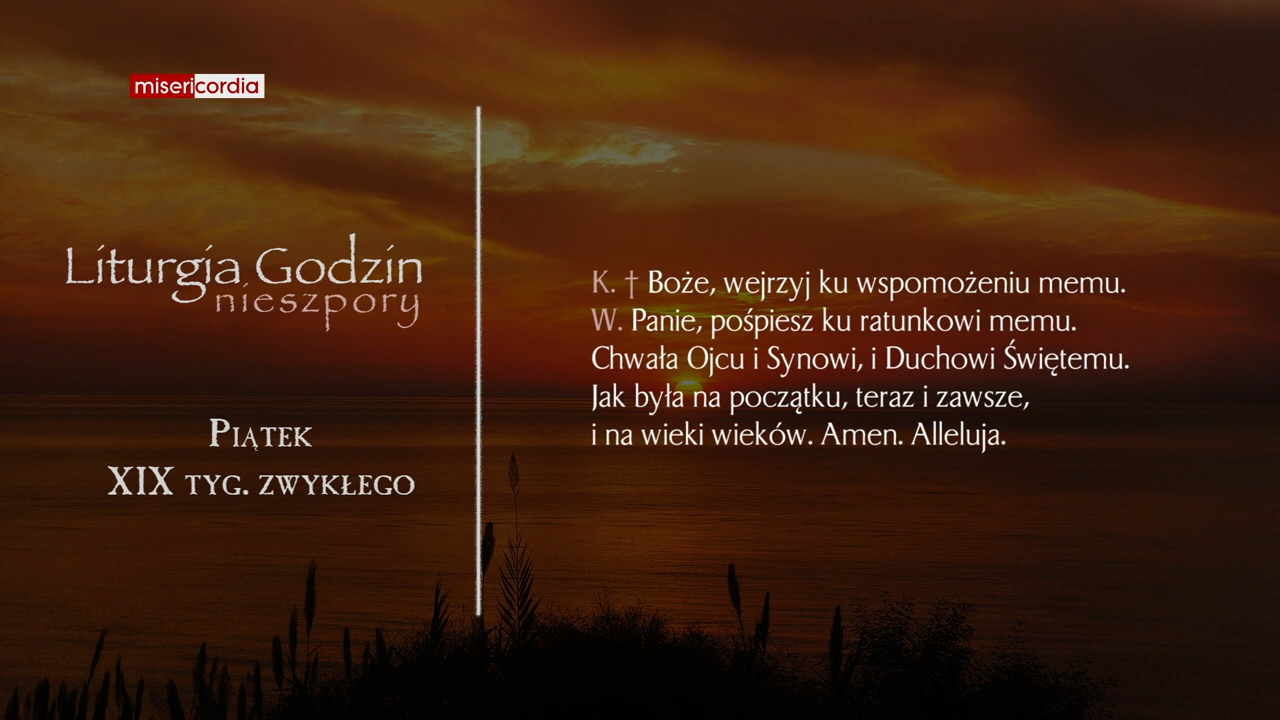 misericordia
Liturgia Godzin
nieszpory
Piątek
XIX tyg. zwykłego
K. † Boże, wejrzyj ku wspomożeniu memu.
W. Panie, pośpiesz ku ratunkowi memu.
Chwała Ojcu i Synowi, i Duchowi Świętemu.
Jak była na początku, teraz i zawsze,
i na wieki wieków. Amen. Alleluja.